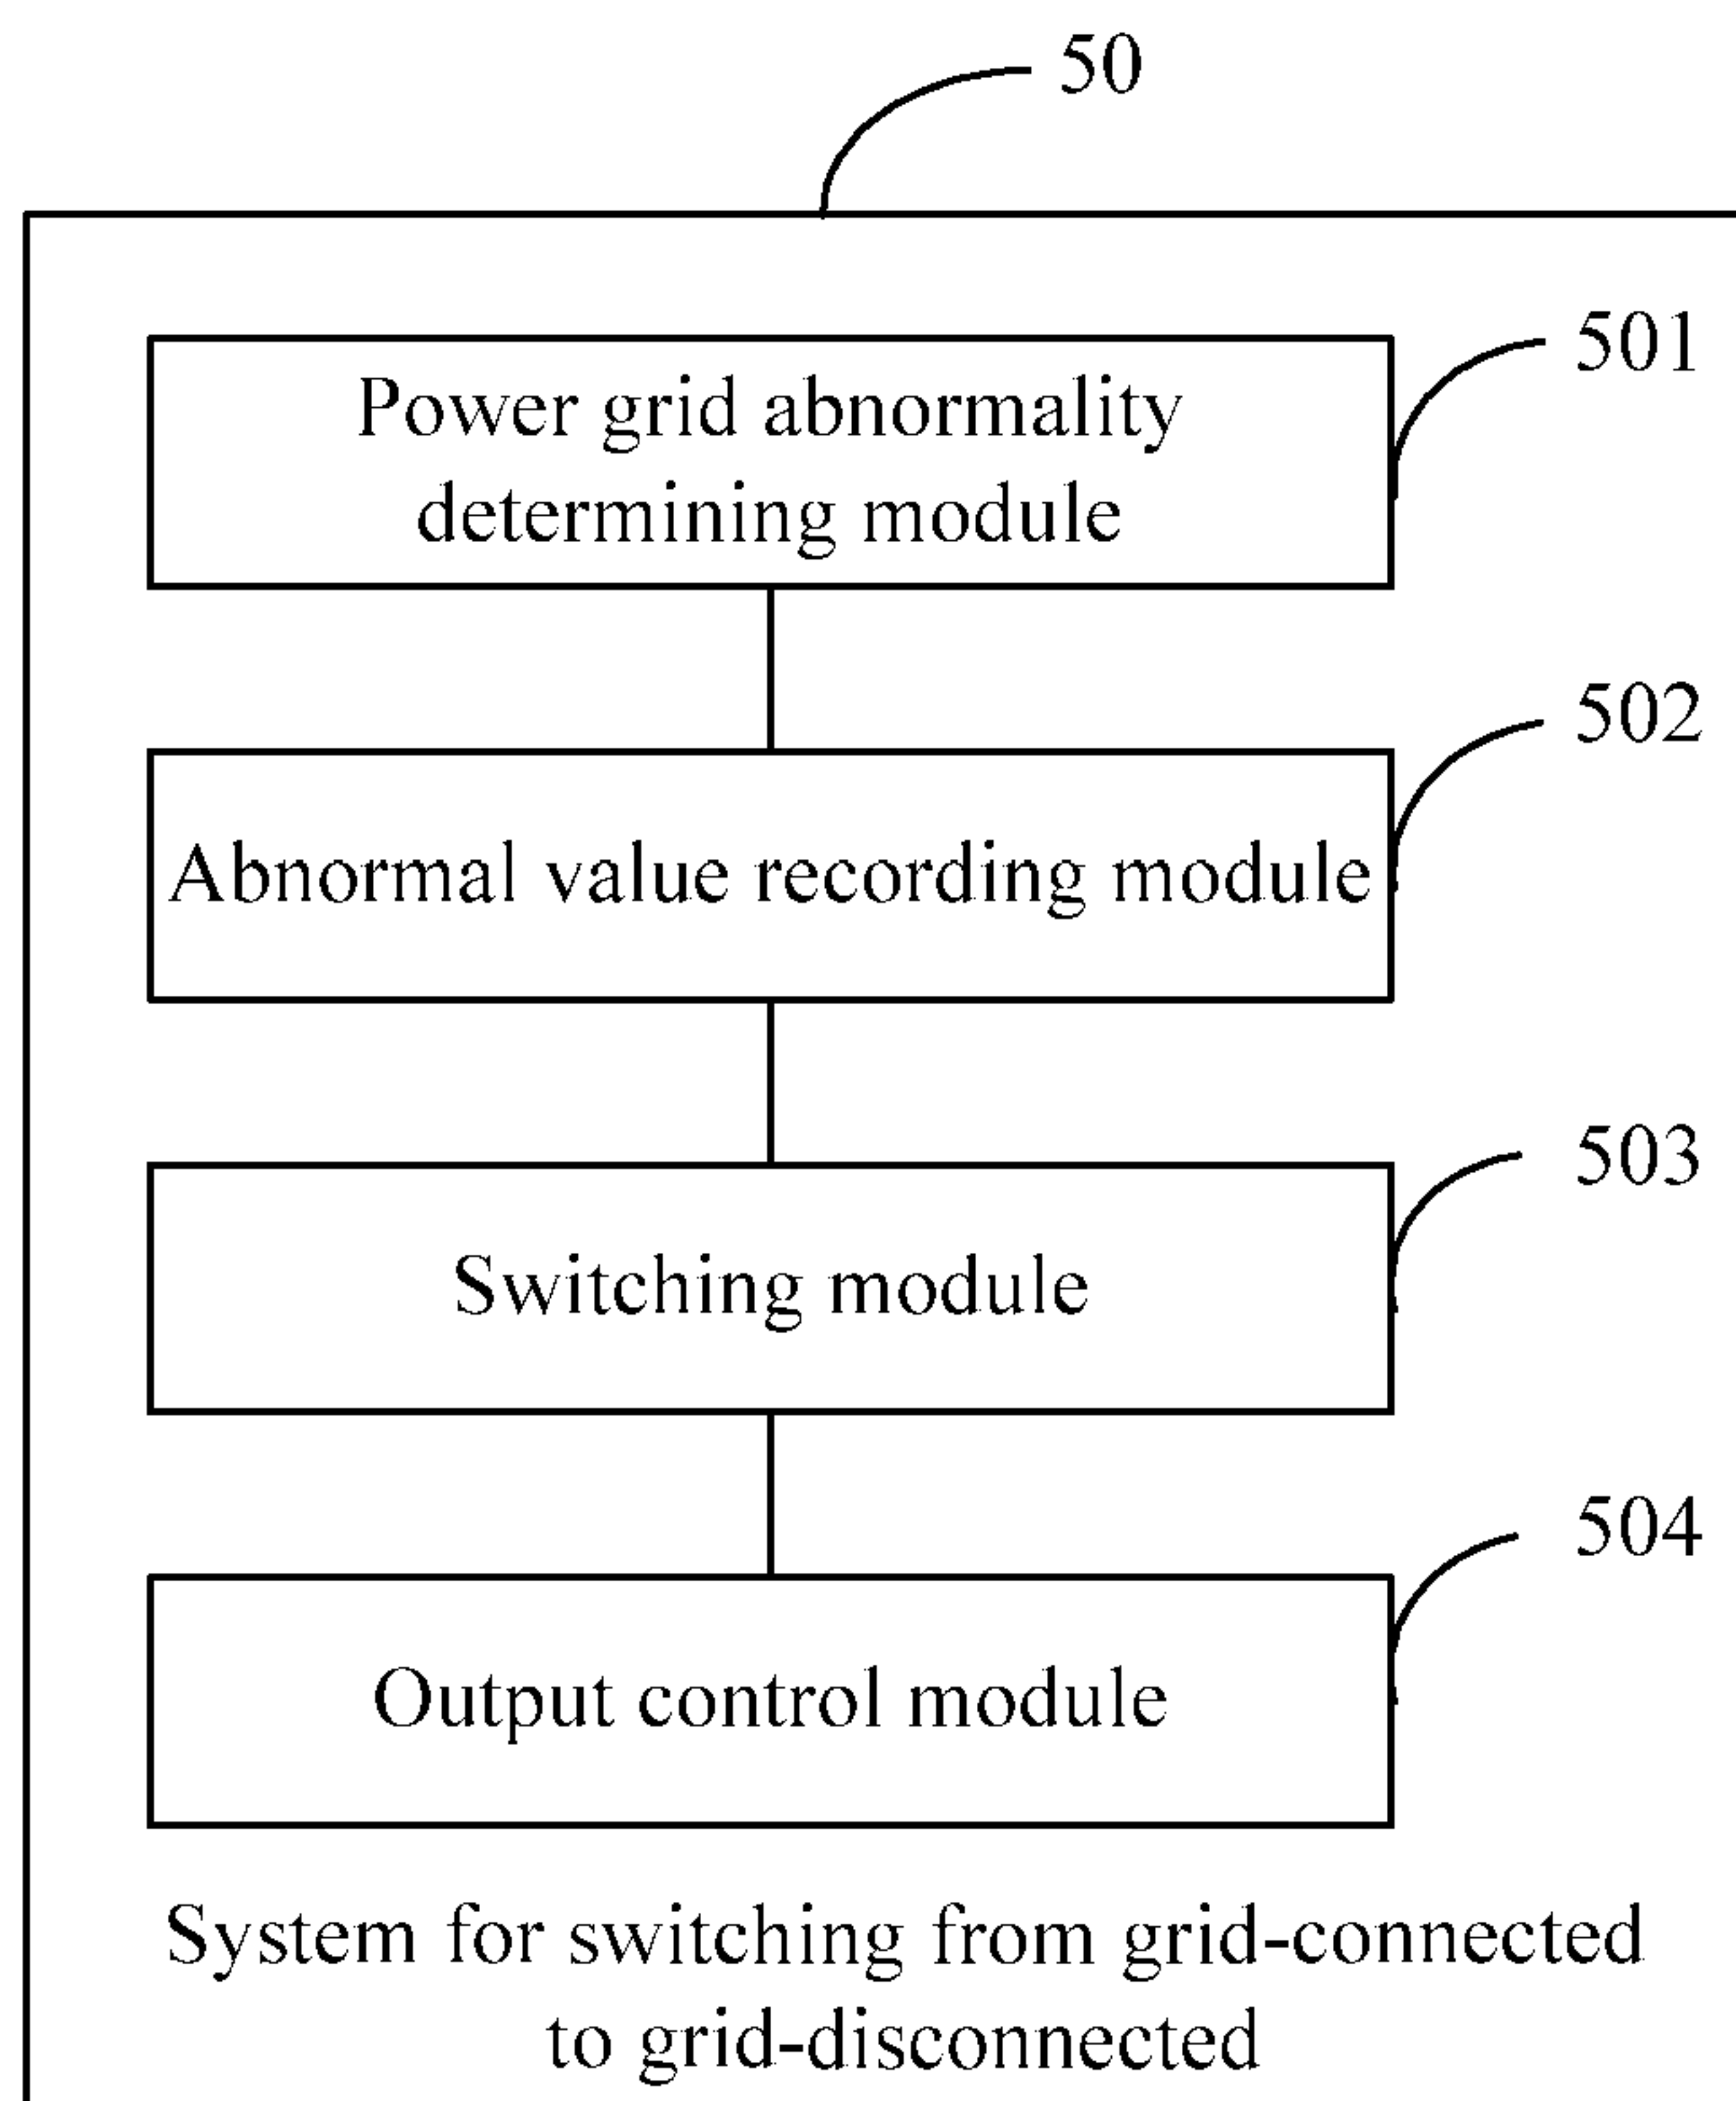 50
501
Power grid abnormality
determining module
502
Abnormal value recording module
503
Switching module
504
Output control module
System for switching from grid-connected
to grid-disconnected